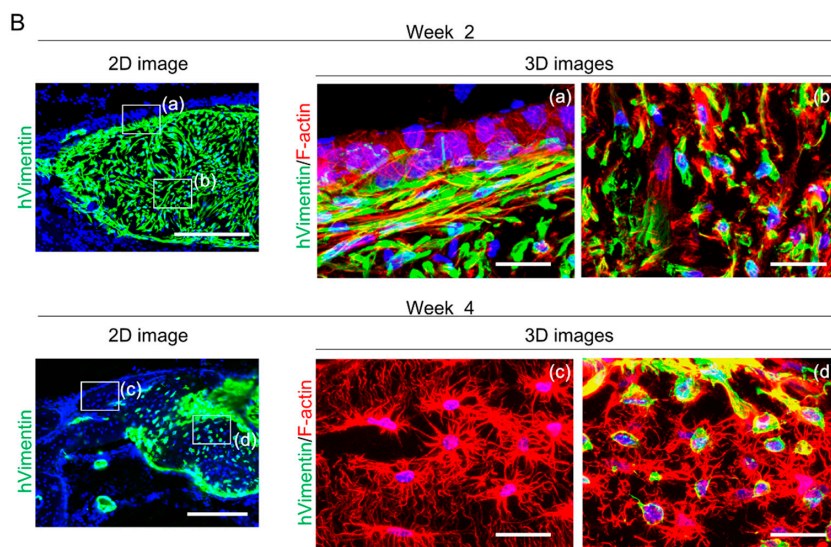 B
Week 2
2D image
3D images
hVimentin
(a)
(b)
hVimentin/F-actin
(a)
(b
Week 4
2D image
3D images
hVimentin
(c)
(d)
hVimentin/F-actin
(c)
(d